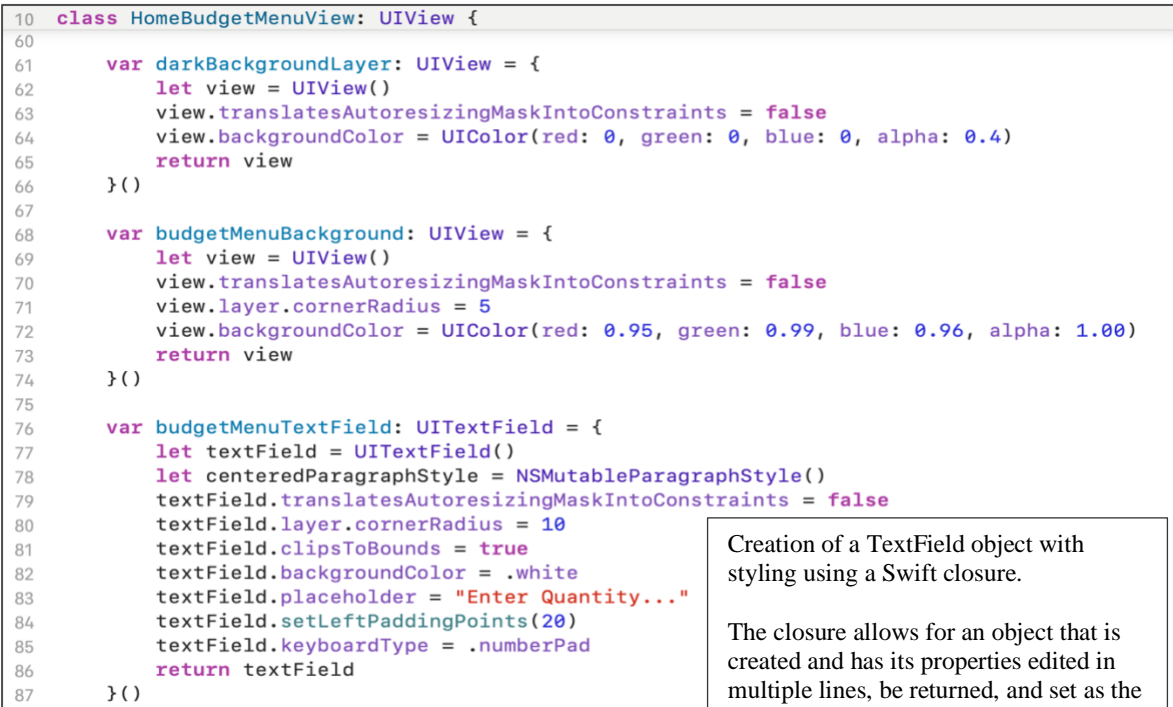 10 class HomeBudgetMenuView: UIView {
60
61 var darkBackgroundLayer: UIView = {
62 let view = UIView()
63 view.translatesAutoresizingMaskIntoConstraints = false
64 view.backgroundColor = UIColor(red: 0, green: 0, blue: 0, alpha: 0.4)
65 return view
66 }()
67
68 var budgetMenuBackground: UIView = {
69 let view = UIView()
70 view.translatesAutoresizingMaskIntoConstraints = false
71 view.layer.cornerRadius = 5
72 view.backgroundColor = UIColor(red: 0.95, green: 0.99, blue: 0.96, alpha: 1.00)
73 return view
74 }()
75
76 var budgetMenuTextField: UITextField = {
77 let textField = UITextField()
78 let centeredParagraphStyle = NSMutableParagraphStyle()
79 textField.translatesAutoresizingMaskIntoConstraints = false
80 textField.layer.cornerRadius = 10
81 textField.clipsToBounds = true
82 textField.backgroundColor = .white
83 textField.placeholder = "Enter Quantity..."
84 textField.setLeftPaddingPoints(20)
85 textField.keyboardType = .numberPad
86 return textField
87 }()
Creation of a TextField object with
styling using a Swift closure.
The closure allows for an object that is
created and has its properties edited in
multiple lines, be returned, and set as the